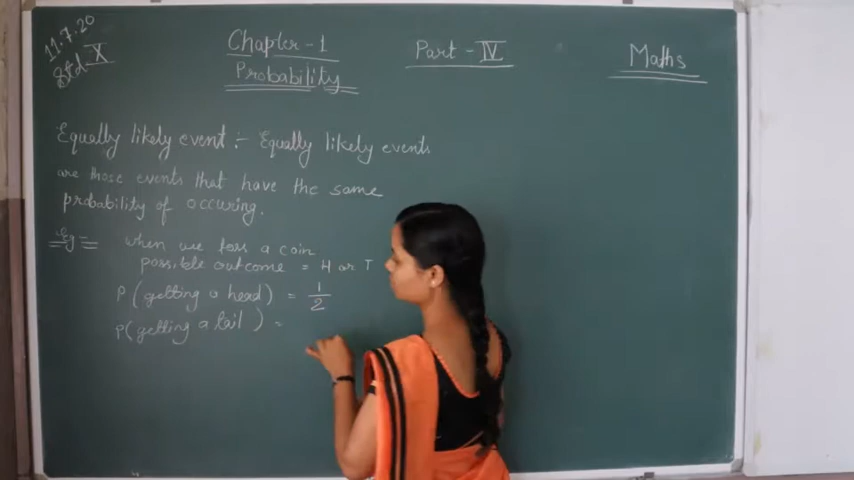 11.7.20
Std X
Chapter - 1
Probability
Part - IV
Maths
Equally likely event :- Equally likely events
are those events that have the same
probability of occuring.
Eg = when we toss a coin
possible outcome = H or T
P (getting a head) = 1/2
P(getting a tail) =